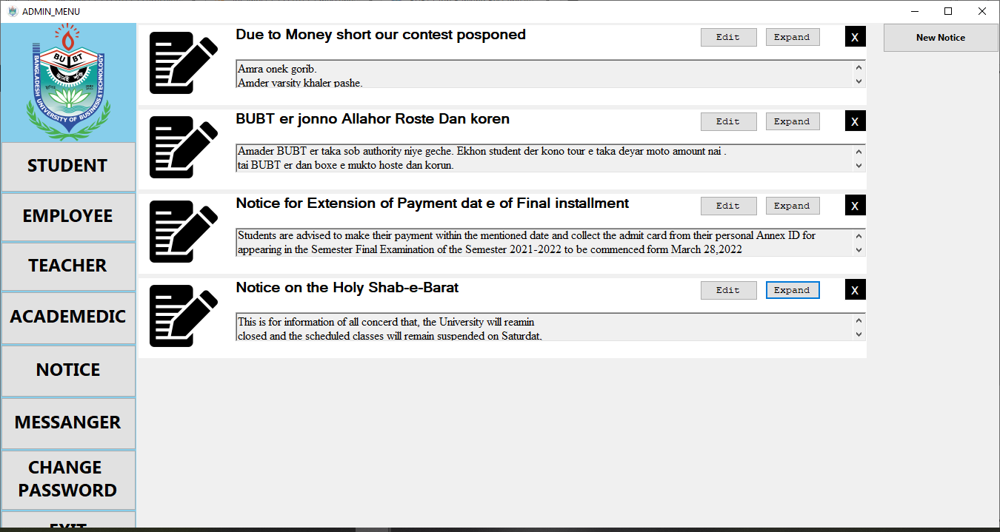 ADMIN_MENU
BUBT
BANGLADESH UNIVERSITY OF BUSINESS & TECHNOLOGY
STUDENT
EMPLOYEE
TEACHER
ACADEMEDIC
NOTICE
MESSANGER
CHANGE
PASSWORD
EXIT
Due to Money short our contest posponed
Edit Expand X
Amra onek gorib.
Amder varsity khaler pashe.
BUBT er jonno Allahor Roste Dan koren
Edit Expand X
Amader BUBT er taka sob authority niye geche. Ekhon student der kono tour e taka deyar moto amount nai .
tai BUBT er dan boxe e mukto hoste dan korun.
Notice for Extension of Payment dat e of Final installment
Edit Expand X
Students are advised to make their payment within the mentioned date and collect the admit card from their personal Annex ID for
appearing in the Semester Final Examination of the Semester 2021-2022 to be commenced form March 28,2022
Notice on the Holy Shab-e-Barat
Edit Expand X
This is for information of all concerd that, the University will reamin
closed and the scheduled classes will remain suspended on Saturdat,
New Notice